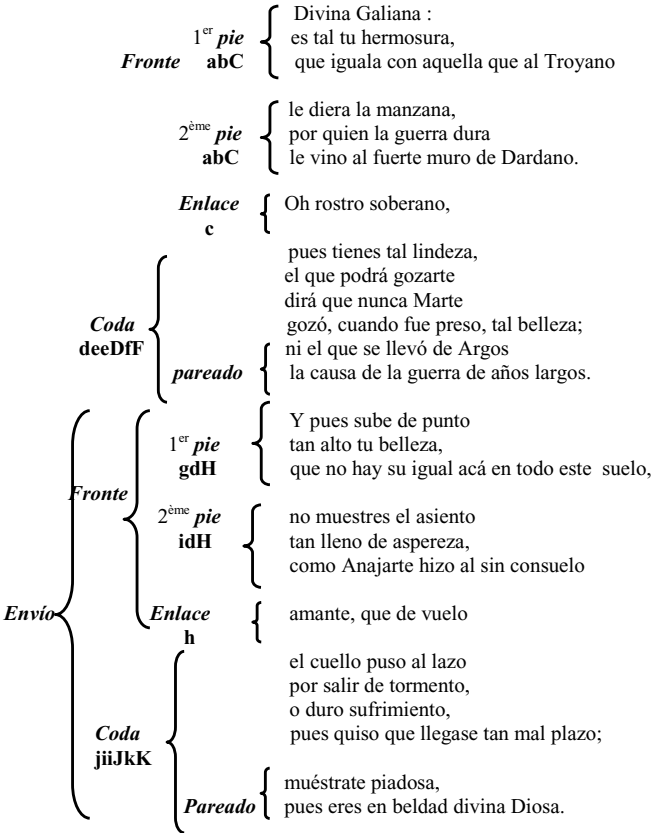 Divina Galiana :
1er pie es tal tu hermosura,
Fronte abC que iguala con aquella que al Troyano
le diera la manzana,
2ème pie por quien la guerra dura
abC le vino al fuerte muro de Dardano.
Enlace Oh rostro soberano,
c
pues tienes tal lindeza,
el que podrá gozarte
dirá que nunca Marte
Coda gozó, cuando fue preso, tal belleza;
deeDfF ni el que se llevó de Argos
pareado la causa de la guerra de años largos.
Y pues sube de punto
1er pie tan alto tu belleza,
gdH que no hay su igual acá en todo este suelo,
Fronte
2ème pie no muestres el asiento
idH tan lleno de aspereza,
como Anajarte hizo al sin consuelo
Envío Enlace amante, que de vuelo
h
el cuello puso al lazo
por salir de tormento,
Coda o duro sufrimiento,
jiiJkK pues quiso que llegase tan mal plazo;
muéstrate piadosa,
Pareado pues eres en beldad divina Diosa.